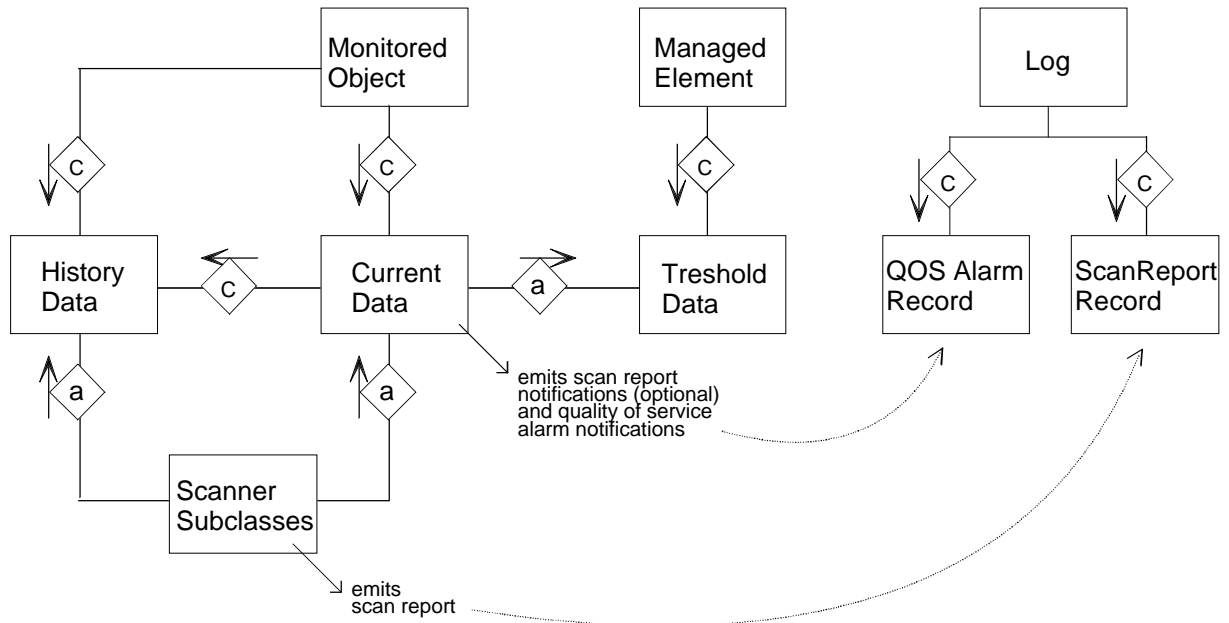 Monitored
Object
Managed
Element
Log
C
C
C
C
C
History
Data
C
Current
Data
a
Treshold
Data
QOS Alarm
Record
ScanReport
Record
a
a
emits scan report
notifications (optional)
and quality of service
alarm notifications
Scanner
Subclasses
emits
scan report